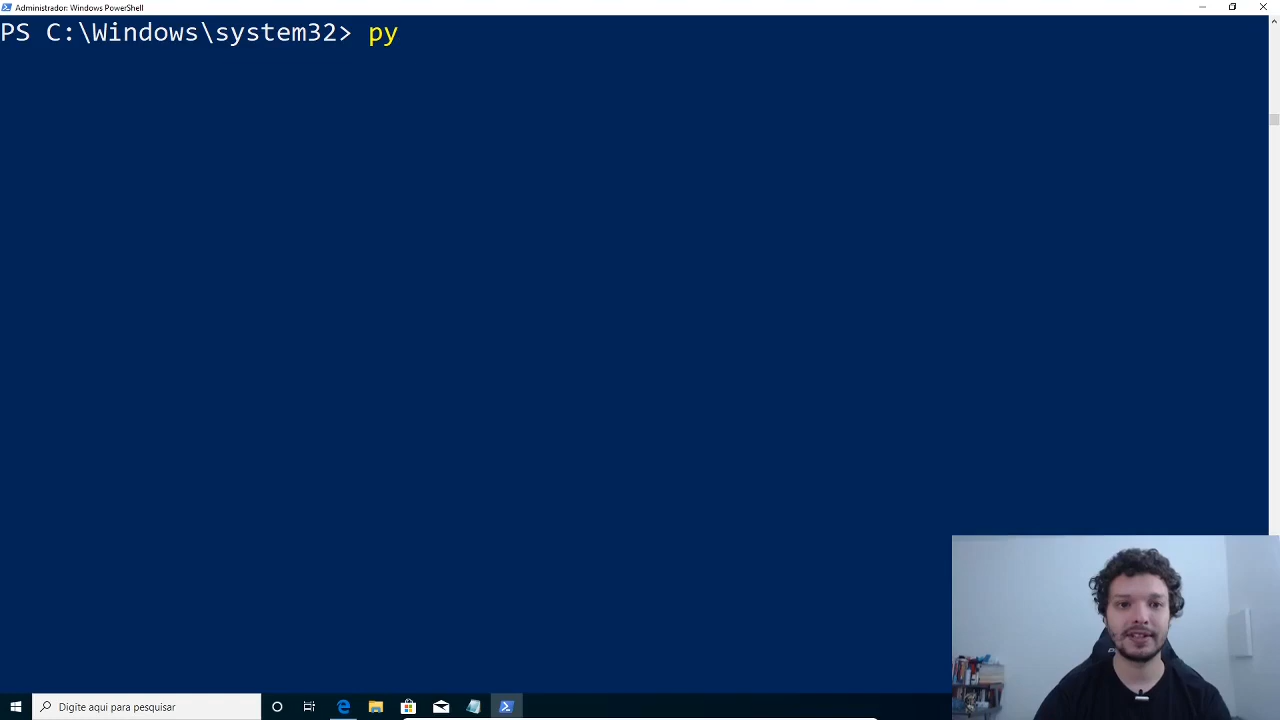 Administrador: Windows PowerShell
PS C:\Windows\system32> py
Digite aqui para pesquisar